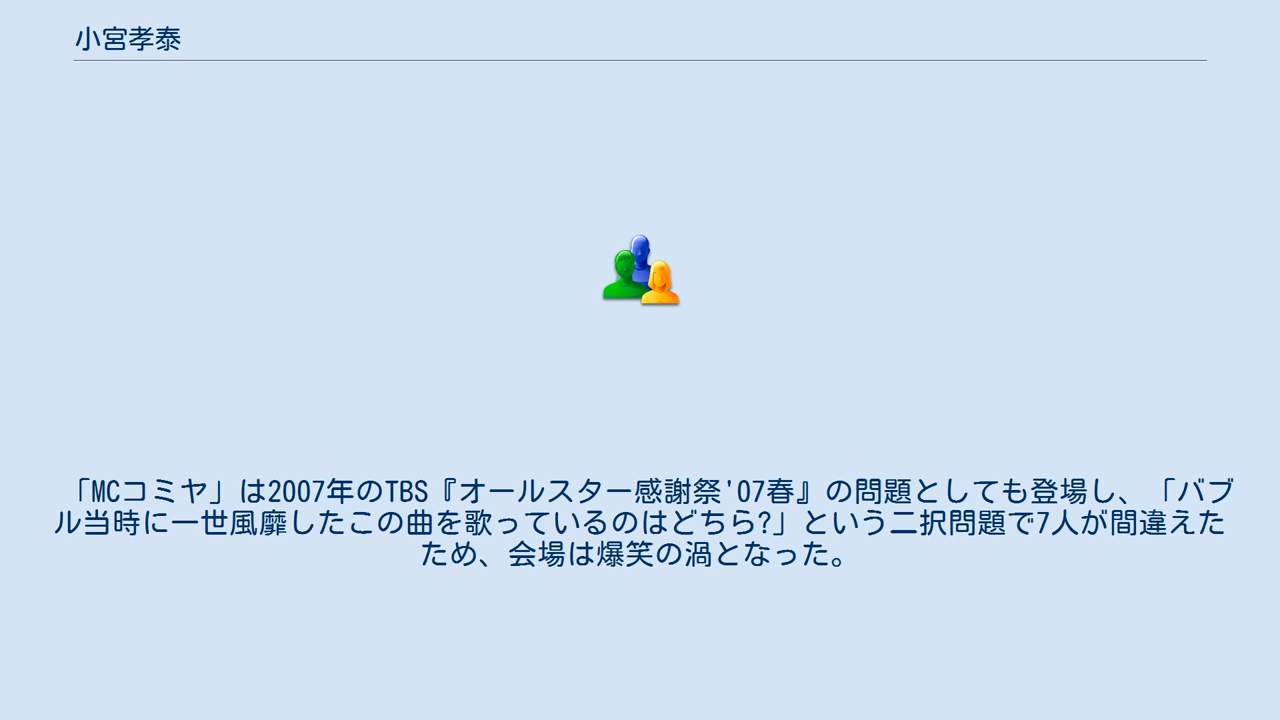 小宮孝泰
「MCコミヤ」は2007年のTBS『オールスター感謝祭'07春』の問題としても登場し、「バブ
ル当時に一世風靡したこの曲を歌っているのはどちら?」という二択問題で7人が間違えた
ため、会場は爆笑の渦となった。